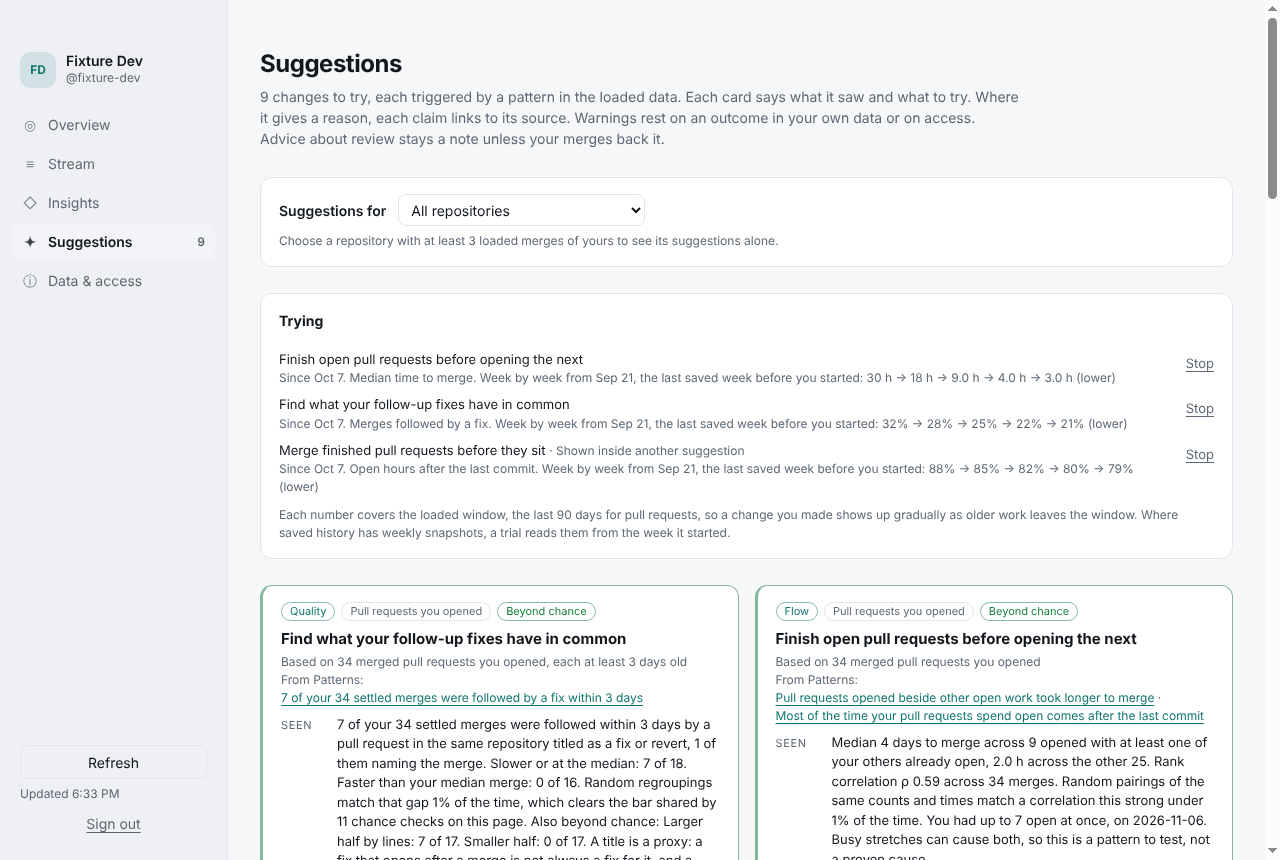 FD
Fixture Dev
@fixture-dev
Overview
Stream
Insights
Suggestions 9
Data & access
Refresh
Updated 6:33 PM
Sign out
Suggestions
9 changes to try, each triggered by a pattern in the loaded data. Each card says what it saw and what to try. Where
it gives a reason, each claim links to its source. Warnings rest on an outcome in your own data or on access.
Advice about review stays a note unless your merges back it.
Suggestions for All repositories
Choose a repository with at least 3 loaded merges of yours to see its suggestions alone.
Trying
Finish open pull requests before opening the next
Since Oct 7. Median time to merge. Week by week from Sep 21, the last saved week before you started: 30 h → 18 h → 9.0 h → 4.0 h → 3.0 h (lower)
Stop
Find what your follow-up fixes have in common
Since Oct 7. Merges followed by a fix. Week by week from Sep 21, the last saved week before you started: 32% → 28% → 25% → 22% → 21% (lower)
Stop
Merge finished pull requests before they sit · Shown inside another suggestion
Since Oct 7. Open hours after the last commit. Week by week from Sep 21, the last saved week before you started: 88% → 85% → 82% → 80% → 79%
(lower)
Stop
Each number covers the loaded window, the last 90 days for pull requests, so a change you made shows up gradually as older work leaves the window. Where
saved history has weekly snapshots, a trial reads them from the week it started.
Quality Pull requests you opened Beyond chance
Find what your follow-up fixes have in common
Based on 34 merged pull requests you opened, each at least 3 days old
From Patterns:
7 of your 34 settled merges were followed by a fix within 3 days
SEEN 7 of your 34 settled merges were followed within 3 days by a
pull request in the same repository titled as a fix or revert, 1 of
them naming the merge. Slower or at the median: 7 of 18.
Faster than your median merge: 0 of 16. Random regroupings
match that gap 1% of the time, which clears the bar shared by
11 chance checks on this page. Also beyond chance: Larger
half by lines: 7 of 17. Smaller half: 0 of 17. A title is a proxy: a
fix that opens after a merge is not always a fix for it, and a
Flow Pull requests you opened Beyond chance
Finish open pull requests before opening the next
Based on 34 merged pull requests you opened
From Patterns:
Pull requests opened beside other open work took longer to merge ·
Most of the time your pull requests spend open comes after the last commit
SEEN Median 4 days to merge across 9 opened with at least one of
your others already open, 2.0 h across the other 25. Rank
correlation ρ 0.59 across 34 merges. Random pairings of the
same counts and times match a correlation this strong under
1% of the time. You had up to 7 open at once, on 2026-11-06.
Busy stretches can cause both, so this is a pattern to test, not
a proven cause.